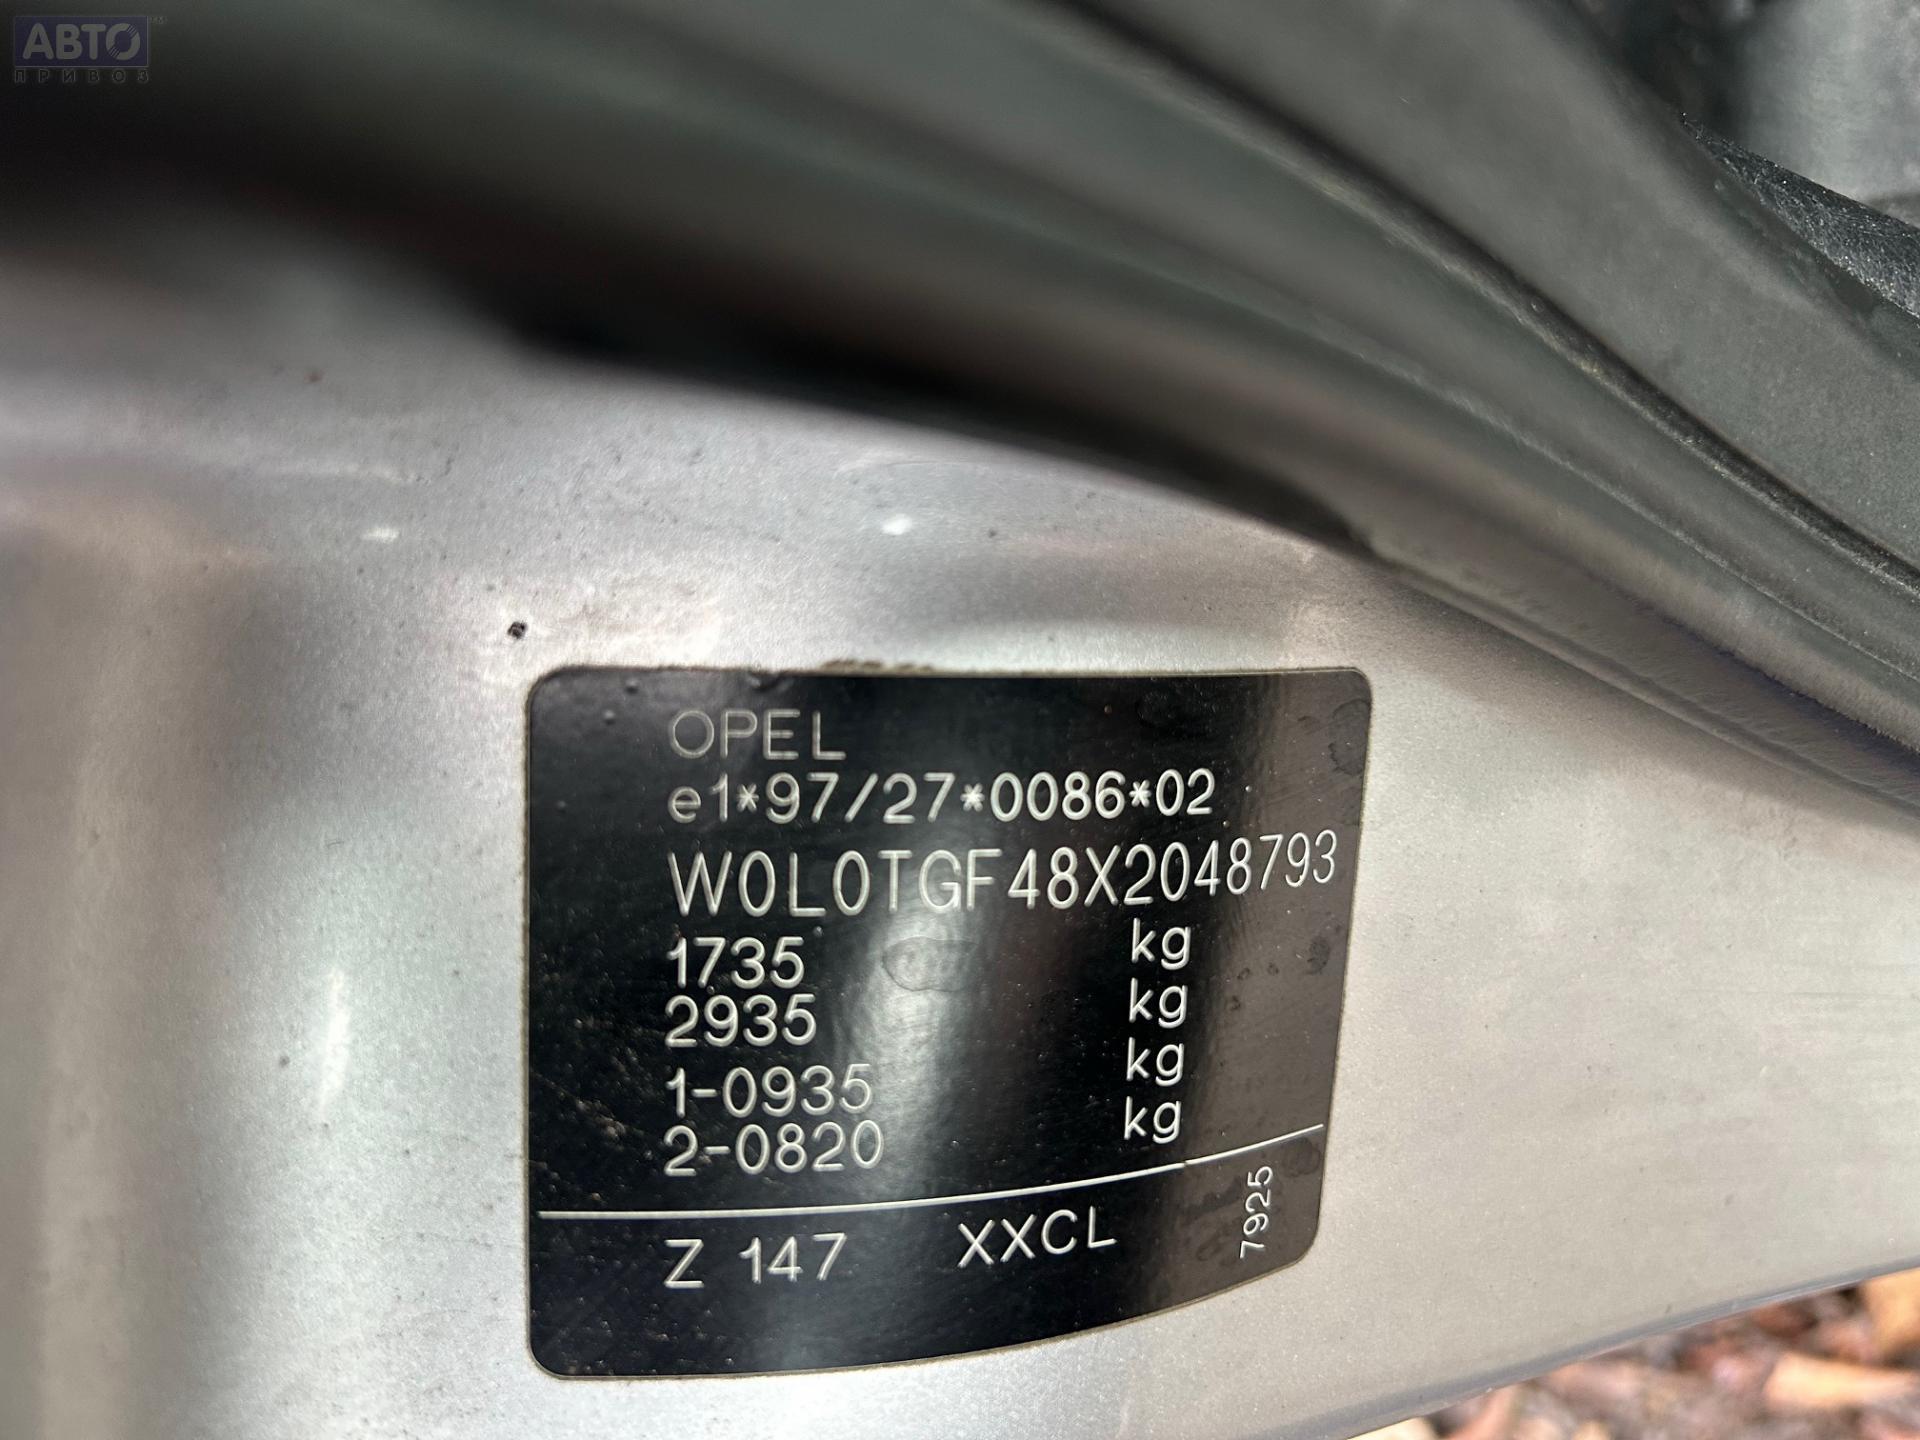 АВТО™
ПРИВОЗ
OPEL
e1*97/27*0086*02
W0L0TGF48X2048793
1735 kg
2935 kg
1-0935 kg
2-0820 kg
Z 147 XXCL 7925